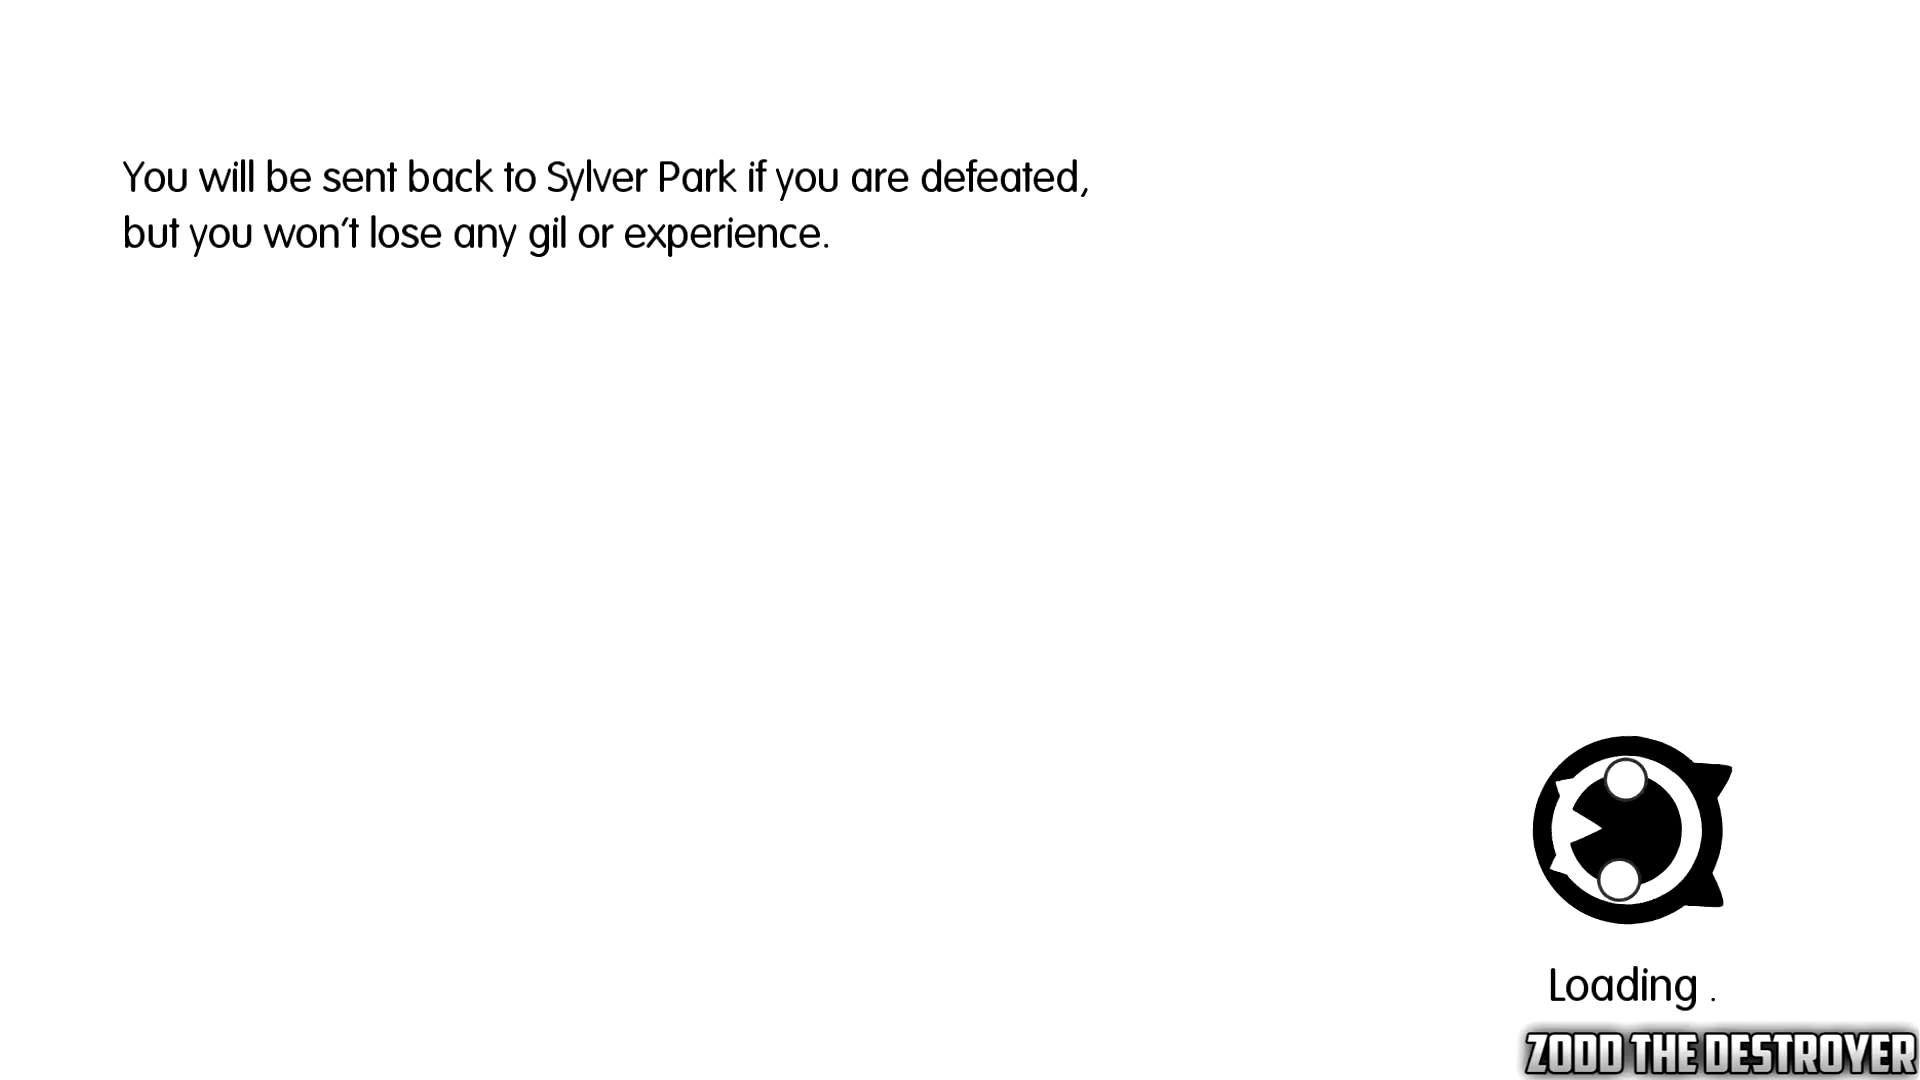 You will be sent back to Sylver Park if you are defeated,
but you won't lose any gil or experience.
Loading .
ZODD THE DESTROYER